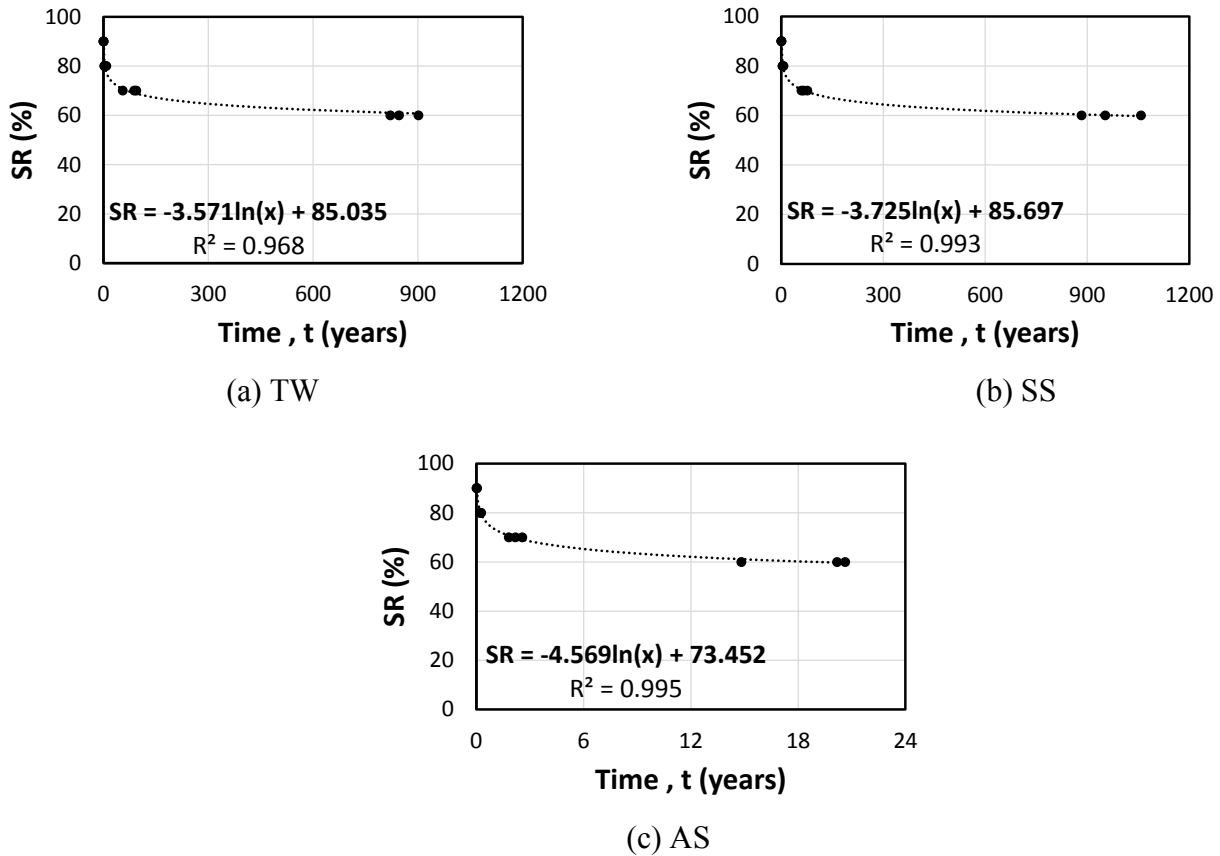 100
80
60
40
20
0
SR (%)
SR = -3.571ln(x) + 85.035
R² = 0.968
0 300 600 900 1200
Time , t (years)
(a) TW
100
80
60
40
20
0
SR (%)
SR = -3.725ln(x) + 85.697
R² = 0.993
0 300 600 900 1200
Time , t (years)
(b) SS
100
80
60
40
20
0
SR (%)
SR = -4.569ln(x) + 73.452
R² = 0.995
0 6 12 18 24
Time , t (years)
(c) AS